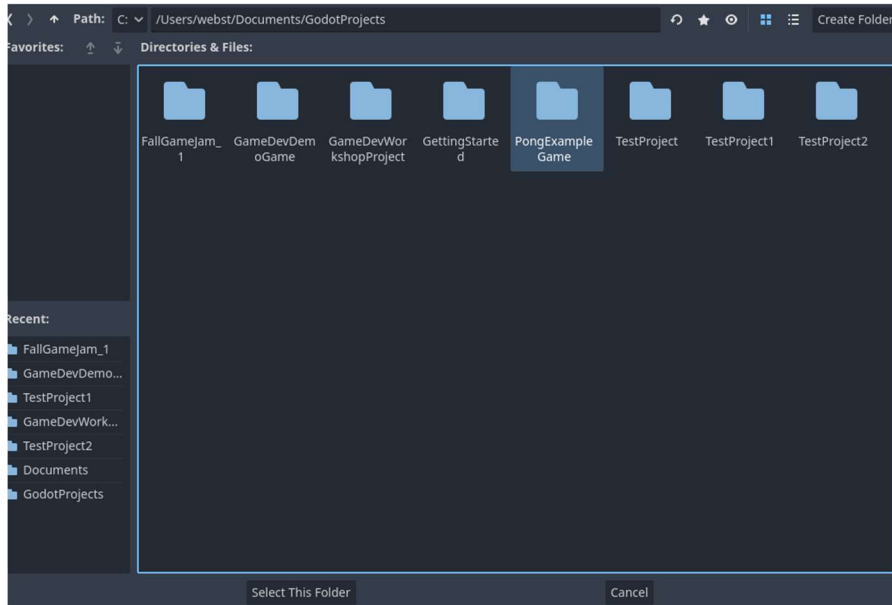 Path: C: /Users/webst/Documents/GodotProjects Create Folder
Favorites: Directories & Files:
FallGameJam_
1
GameDevDem
oGame
GameDevWor
kshopProject
GettingStarte
d
PongExample
Game
TestProject
TestProject1
TestProject2
Recent:
FallGameJam_1
GameDevDemo...
TestProject1
GameDevWork...
TestProject2
Documents
GodotProjects
Select This Folder Cancel